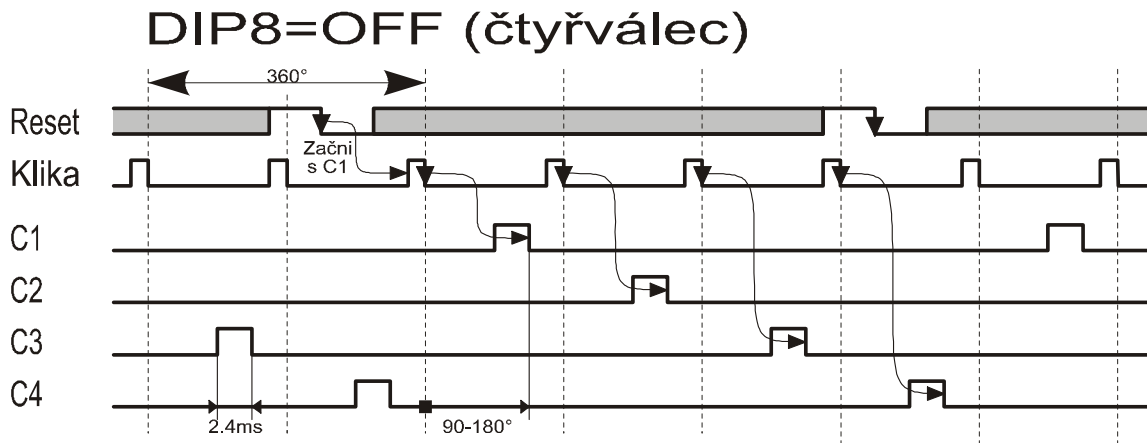 DIP8=OFF (čtyřválec)
360°
Reset
Začni
s C1
Klika
C1
C2
C3
C4
2.4ms
90-180°